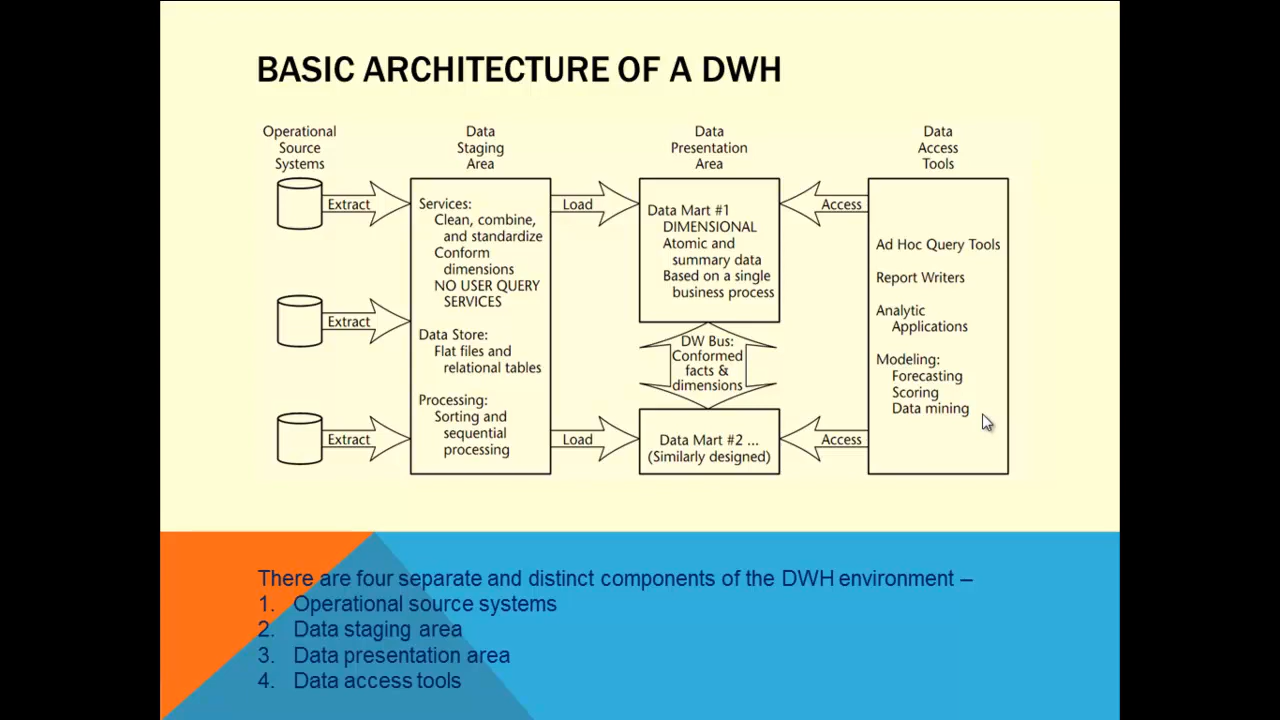 BASIC ARCHITECTURE OF A DWH
Operational
Source
Systems
Extract
Extract
Extract
Data
Staging
Area
Services:
Clean, combine,
and standardize
Conform
dimensions
NO USER QUERY
SERVICES
Data Store:
Flat files and
relational tables
Processing:
Sorting and
sequential
processing
Load
Load
Data
Presentation
Area
Data Mart #1
DIMENSIONAL
Atomic and
summary data
Based on a single
business process
DW Bus:
Conformed
facts &
dimensions
Data Mart #2 ...
(Similarly designed)
Access
Access
Data
Access
Tools
Ad Hoc Query Tools
Report Writers
Analytic
Applications
Modeling:
Forecasting
Scoring
Data mining
There are four separate and distinct components of the DWH environment –
1. Operational source systems
2. Data staging area
3. Data presentation area
4. Data access tools